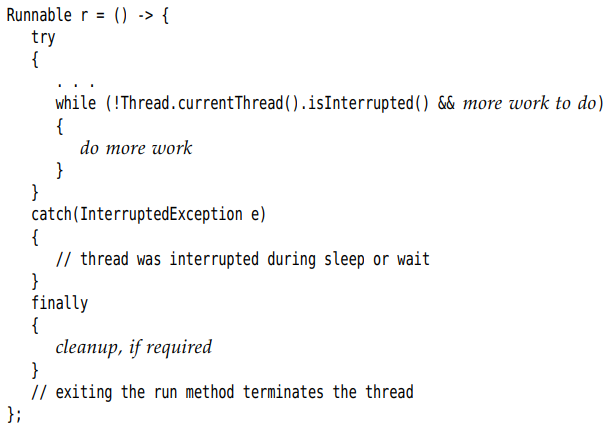 Runnable r = () -> {
   try
   {
      . . .
      while (!Thread.currentThread().isInterrupted() && more work to do)
      {
         do more work
      }
   }
   catch(InterruptedException e)
   {
      // thread was interrupted during sleep or wait
   }
   finally
   {
      cleanup, if required
   }
   // exiting the run method terminates the thread
};